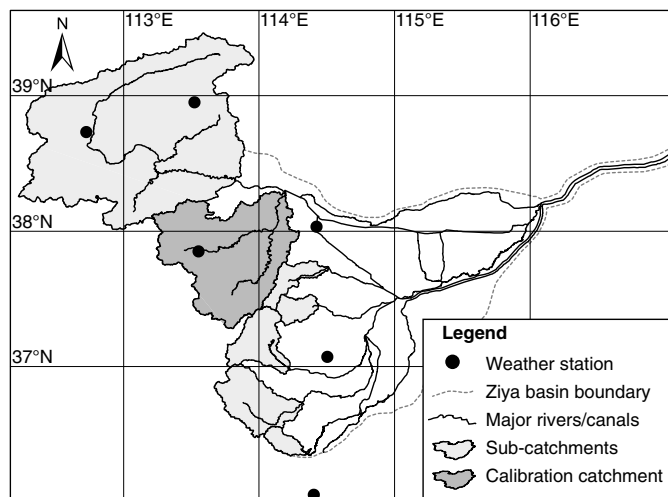 113°E 114°E 115°E 116°E
N
39°N
38°N
37°N
Legend
Weather station
Ziya basin boundary
Major rivers/canals
Sub-catchments
Calibration catchment